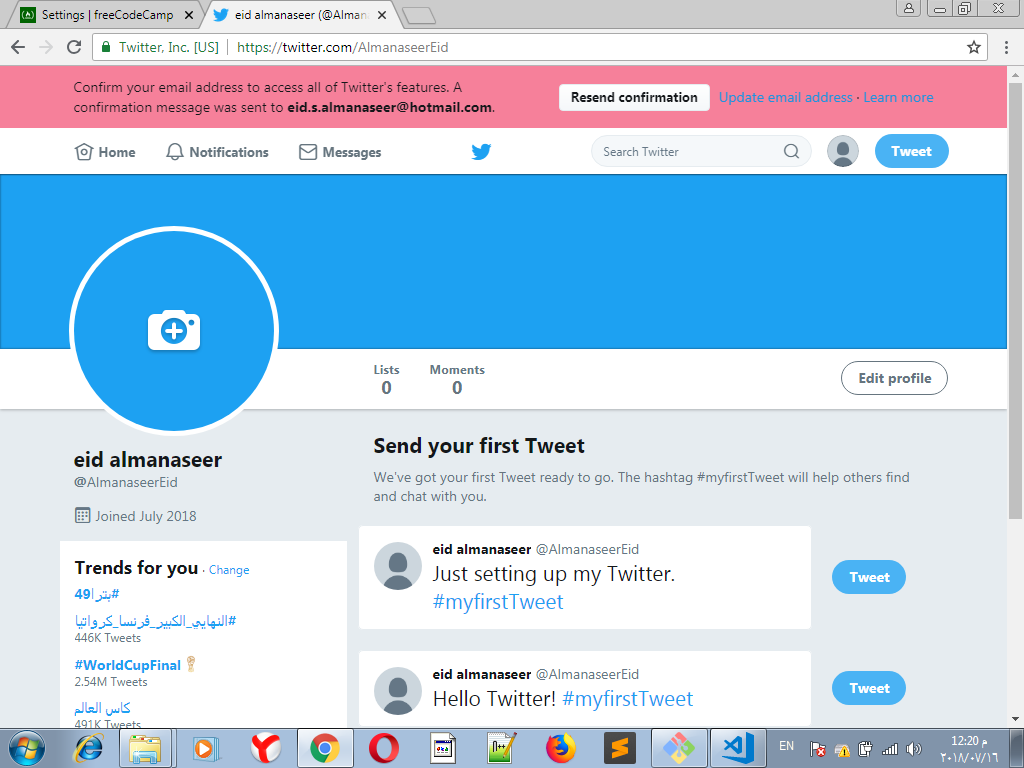 Settings | freeCodeCamp
eid almanaseer (@Alman
Twitter, Inc. [US]
https://twitter.com/AlmanaseerEid
Confirm your email address to access all of Twitter's features. A
confirmation message was sent to eid.s.almanaseer@hotmail.com.
Resend confirmation
Update email address · Learn more
Home
Notifications
Messages
Search Twitter
Tweet
Lists
0
Moments
0
Edit profile
eid almanaseer
@AlmanaseerEid
Joined July 2018
Trends for you · Change
#بترا49
#النهايي_الكبير_فرنسا_كرواتيا
446K Tweets
#WorldCupFinal
2.54M Tweets
كاس العالم
491K Tweets
Send your first Tweet
We've got your first Tweet ready to go. The hashtag #myfirstTweet will help others find
and chat with you.
eid almanaseer @AlmanaseerEid
Just setting up my Twitter.
#myfirstTweet
Tweet
eid almanaseer @AlmanaseerEid
Hello Twitter! #myfirstTweet
Tweet
EN
12:20 م
٢٠١٨/٠٧/١٦